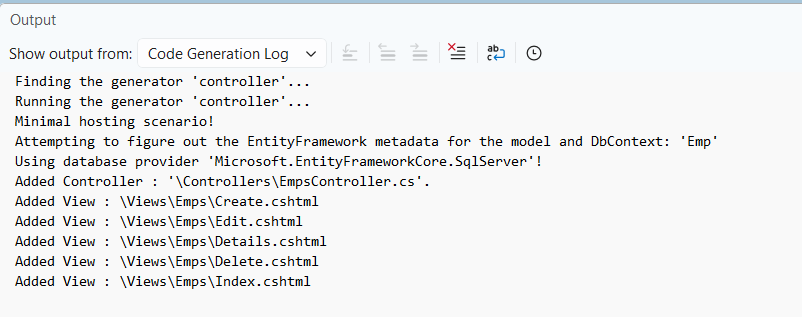 Output
Show output from: Code Generation Log
Finding the generator 'controller'...
Running the generator 'controller'...
Minimal hosting scenario!
Attempting to figure out the EntityFramework metadata for the model and DbContext: 'Emp'
Using database provider 'Microsoft.EntityFrameworkCore.SqlServer'!
Added Controller : '\Controllers\EmpsController.cs'.
Added View : \Views\Emps\Create.cshtml
Added View : \Views\Emps\Edit.cshtml
Added View : \Views\Emps\Details.cshtml
Added View : \Views\Emps\Delete.cshtml
Added View : \Views\Emps\Index.cshtml